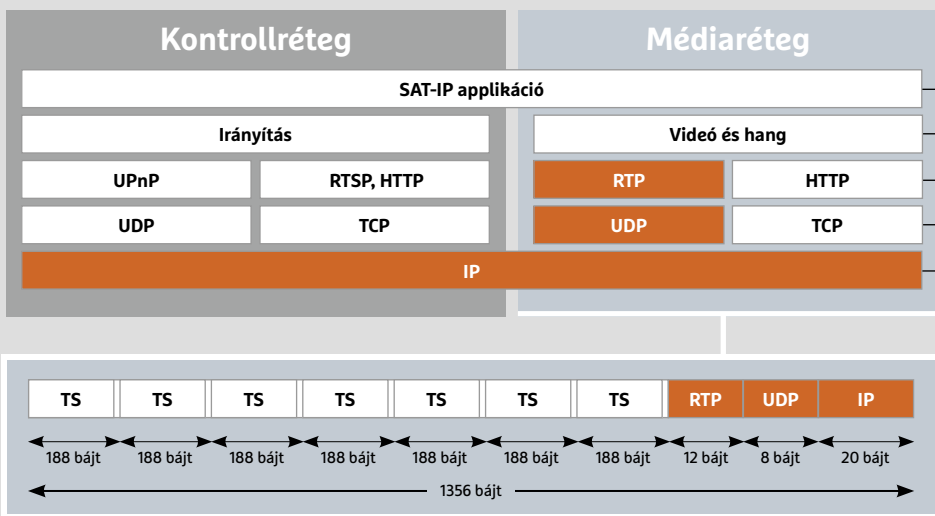 Kontrollréteg Médiaréteg
SAT-IP applikáció
Irányítás Videó és hang
UPnP RTSP, HTTP RTP HTTP
UDP TCP UDP TCP
IP
TS TS TS TS TS TS TS RTP UDP IP
188 bájt 188 bájt 188 bájt 188 bájt 188 bájt 188 bájt 188 bájt 12 bájt 8 bájt 20 bájt
1356 bájt